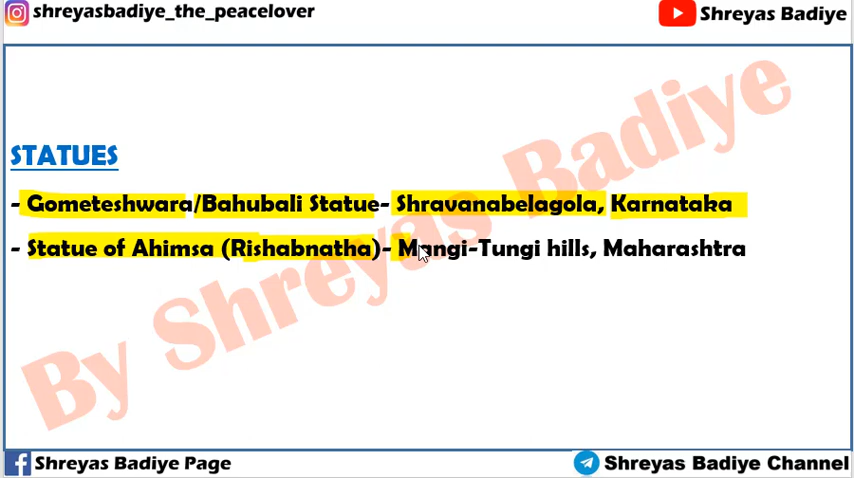 shreyasbadiye_the_peacelover
Shreyas Badiye
STATUES
- Gometeshwara/Bahubali Statue- Shravanabelagola, Karnataka
- Statue of Ahimsa (Rishabnatha)- Mangi-Tungi hills, Maharashtra
By Shreyas Badiye
Shreyas Badiye Page
Shreyas Badiye Channel